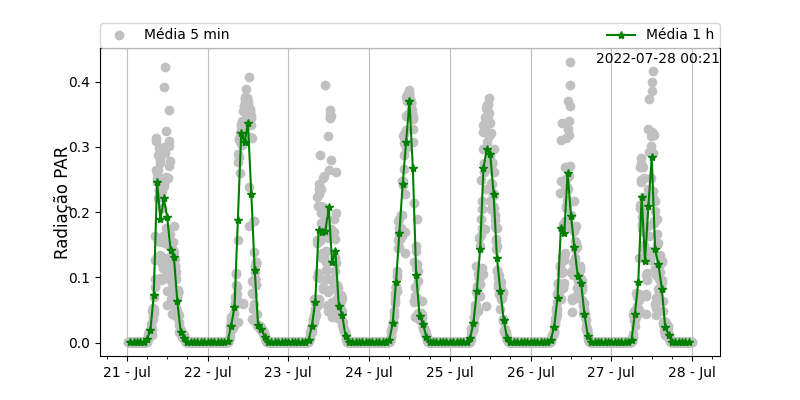 Média 5 min
Média 1 h
2022-07-28 00:21
Radiação PAR
0.4
0.3
0.2
0.1
0.0
21 - Jul
22 - Jul
23 - Jul
24 - Jul
25 - Jul
26 - Jul
27 - Jul
28 - Jul